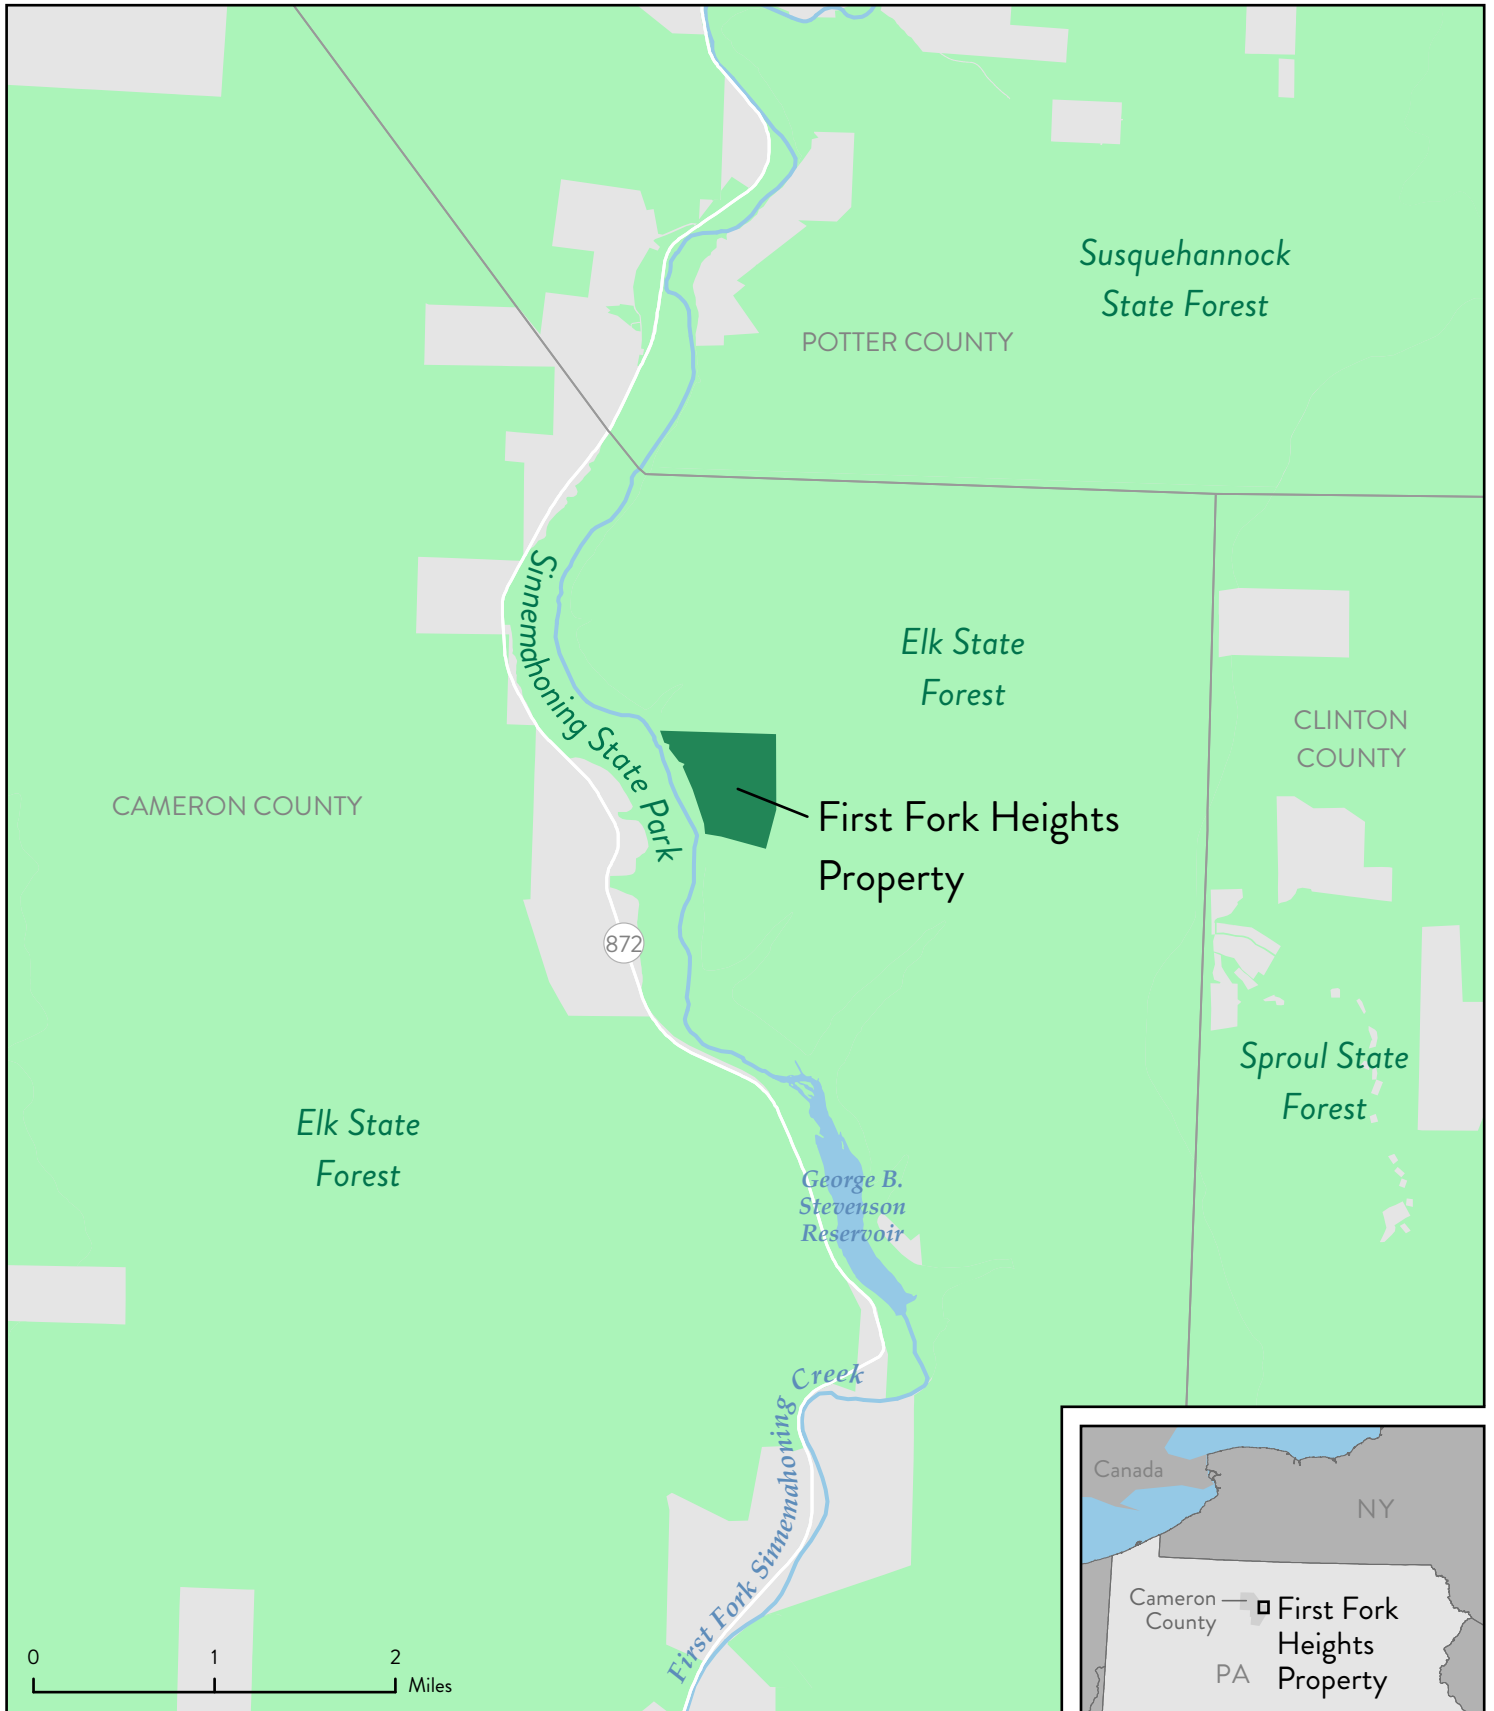 Susquehannock
State Forest
POTTER COUNTY
Sinnemahoning State Park
Elk State
Forest
CLINTON
COUNTY
CAMERON COUNTY
First Fork Heights
Property
872
Sproul State
Forest
Elk State
Forest
George B.
Stevenson
Reservoir
First Fork Sinnemahoning Creek
0 1 2
Miles
Canada
NY
Cameron
County
First Fork
Heights
Property
PA